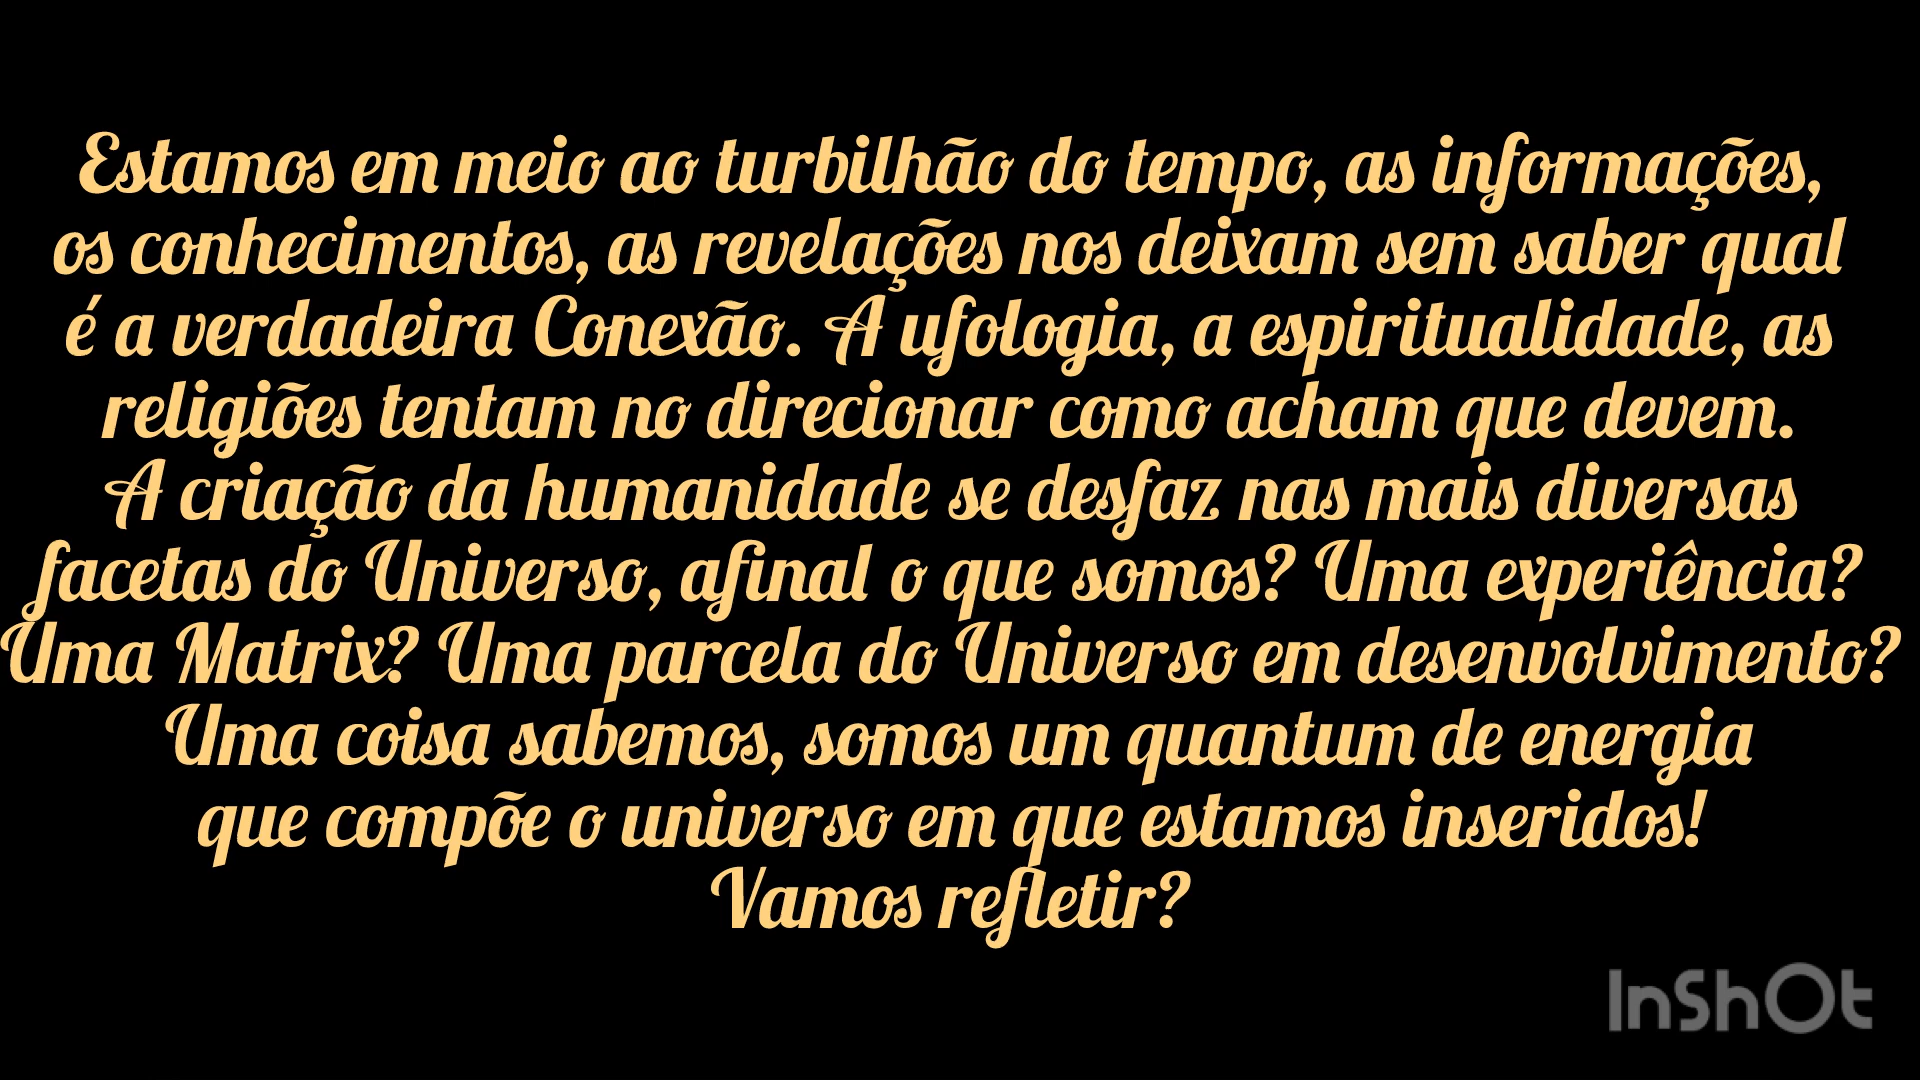 Estamos em meio ao turbilhão do tempo, as informações,
os conhecimentos, as revelações nos deixam sem saber qual
é a verdadeira Conexão. A ufologia, a espiritualidade, as
religiões tentam no direcionar como acham que devem.
A criação da humanidade se desfaz nas mais diversas
facetas do Universo, afinal o que somos? Uma experiência?
Uma Matrix? Uma parcela do Universo em desenvolvimento?
Uma coisa sabemos, somos um quantum de energia
que compõe o universo em que estamos inseridos!
Vamos refletir?
InShOt